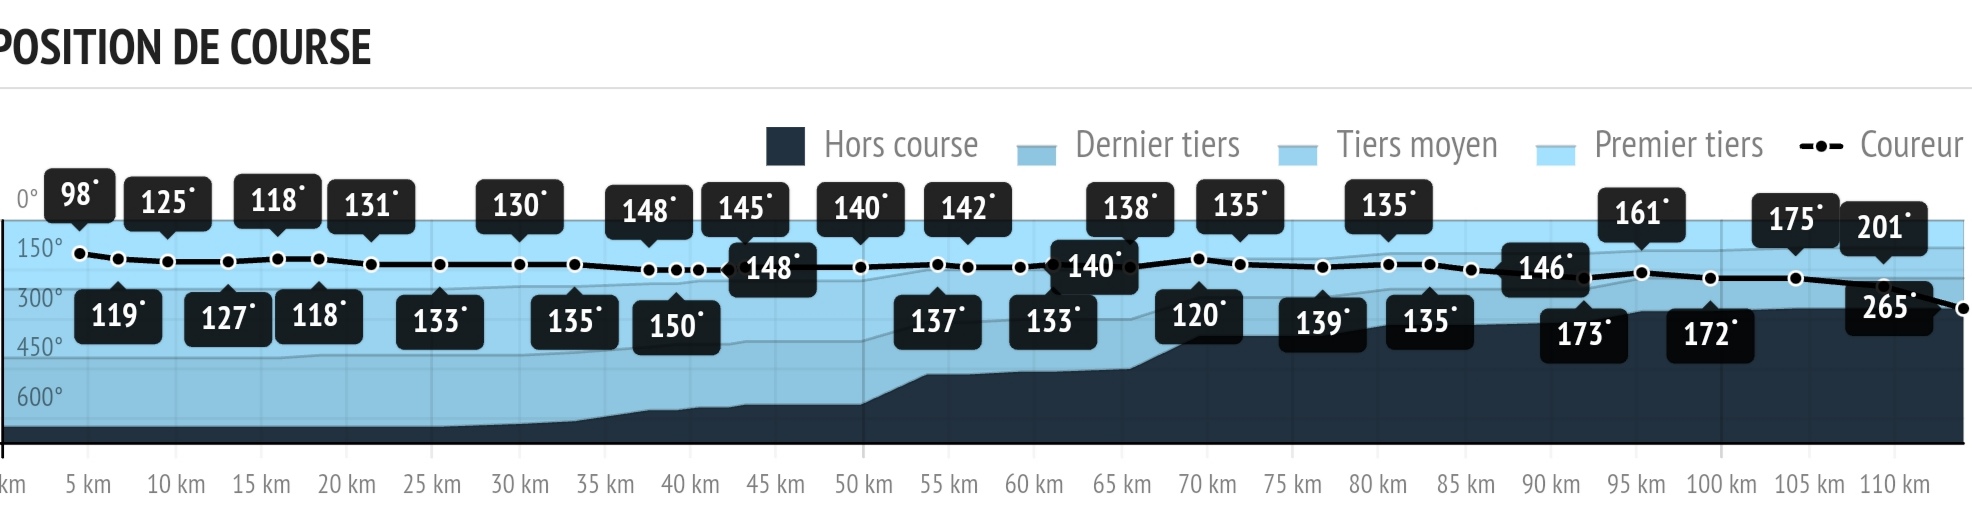 POSITION DE COURSE
Hors course Dernier tiers Tiers moyen Premier tiers Coureur
98° 125° 118° 131° 130° 148° 145° 140° 142° 138° 135° 135° 161° 175° 201°
0°
150°
148° 140° 146°
300°
119° 127° 118° 133° 135° 150° 137° 133° 120° 139° 135° 173° 172° 265°
450°
600°
km 5 km 10 km 15 km 20 km 25 km 30 km 35 km 40 km 45 km 50 km 55 km 60 km 65 km 70 km 75 km 80 km 85 km 90 km 95 km 100 km 105 km 110 km